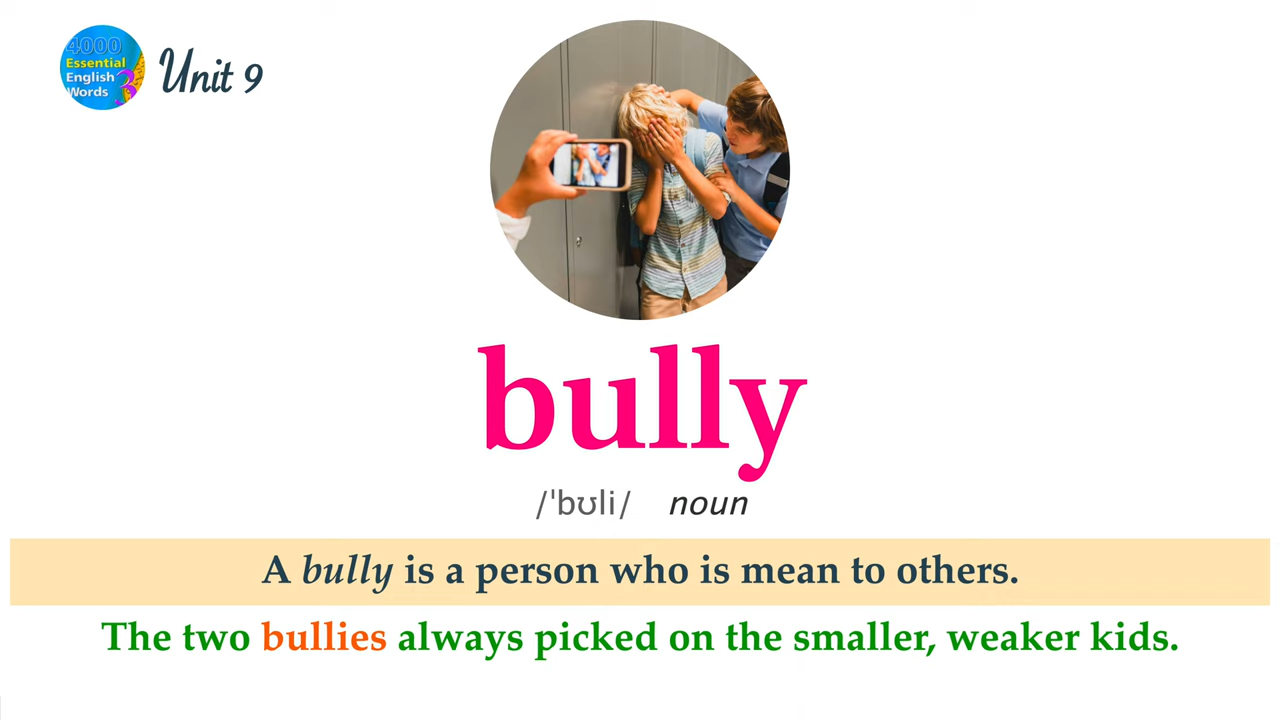 4000
Essential
English
Words 3
Unit 9
bully
/ˈbʊli/ noun
A bully is a person who is mean to others.
The two bullies always picked on the smaller, weaker kids.